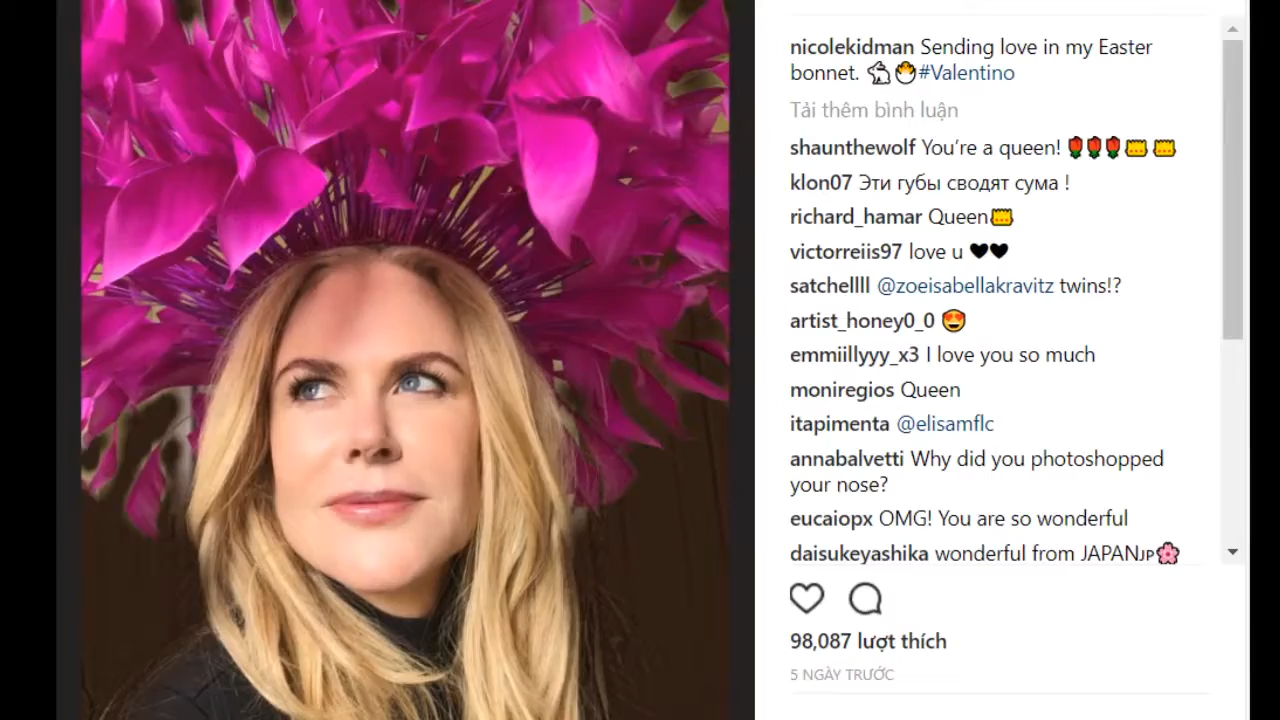 nicolekidman Sending love in my Easter
bonnet. 🐇🐣#Valentino
Tải thêm bình luận
shaunthewolf You’re a queen! 🌹🌹🌹👑 👑
klon07 Эти губы сводят сума !
richard_hamar Queen👑
victorreiis97 love u 🖤🖤
satchellll @zoeisabellakravitz twins!?
artist_honey0_0 😍
emmiillyyy_x3 I love you so much
moniregios Queen
itapimenta @elisamflc
annabalvetti Why did you photoshopped
your nose?
eucaiopx OMG! You are so wonderful
daisukeyashika wonderful from JAPAN🇯🇵🌸
98,087 lượt thích
5 NGÀY TRƯỚC